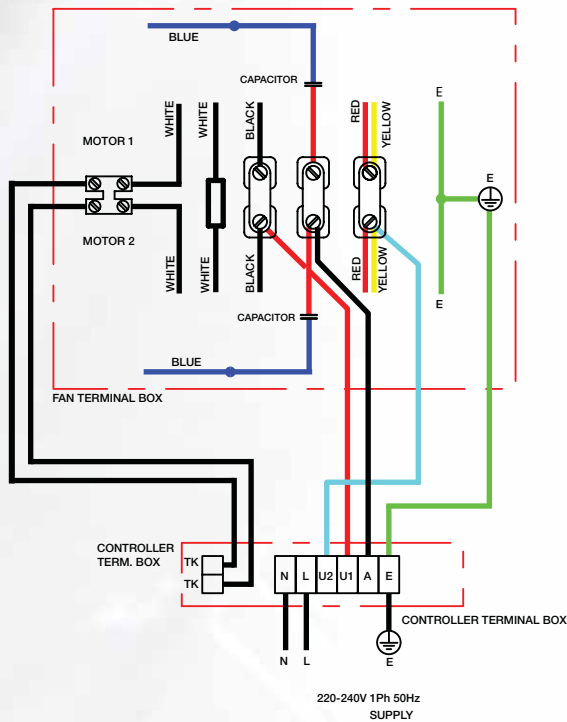 BLUE
CAPACITOR
WHITE
WHITE
BLACK
RED
YELLOW
E
MOTOR 1
E
MOTOR 2
WHITE
WHITE
BLACK
RED
YELLOW
E
CAPACITOR
BLUE
FAN TERMINAL BOX
CONTROLLER
TERM. BOX
TK
TK
N L U2 U1 A E
CONTROLLER TERMINAL BOX
N L E
220-240V 1Ph 50Hz
SUPPLY